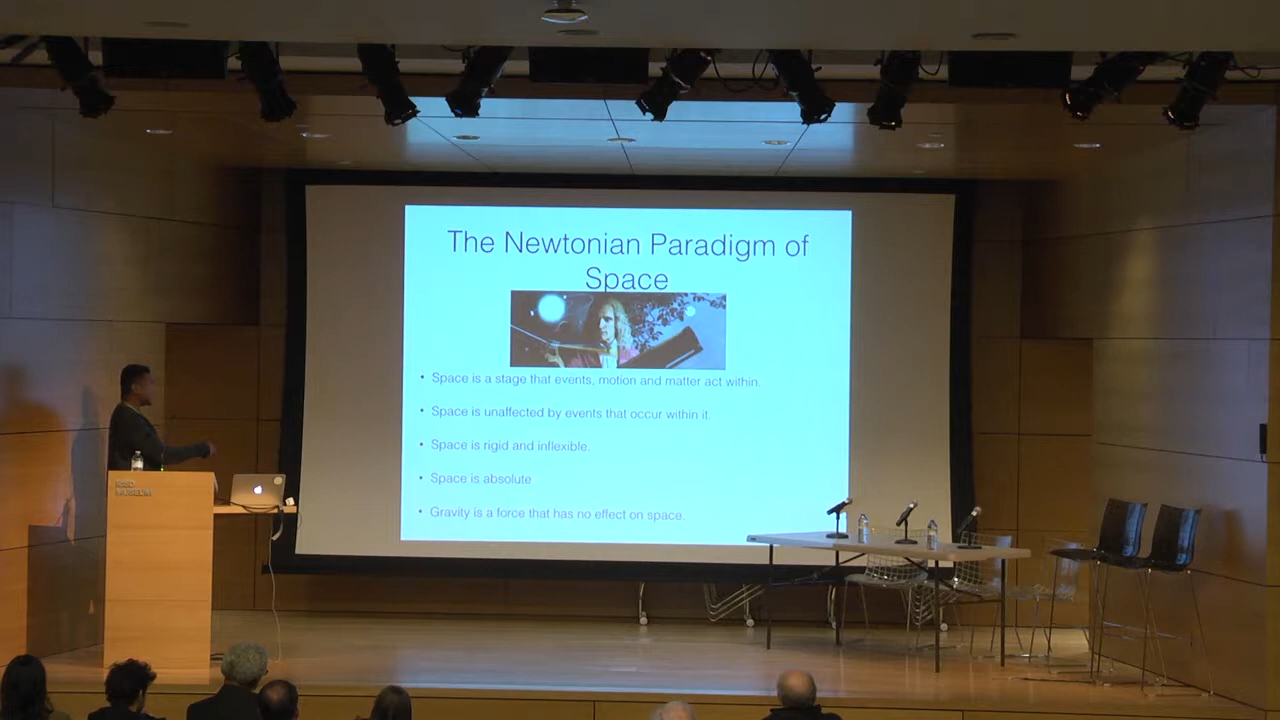 The Newtonian Paradigm of
Space
• Space is a stage that events, motion and matter act within.
• Space is unaffected by events that occur within it.
• Space is rigid and inflexible.
• Space is absolute
• Gravity is a force that has no effect on space.
RISD
MUSEUM